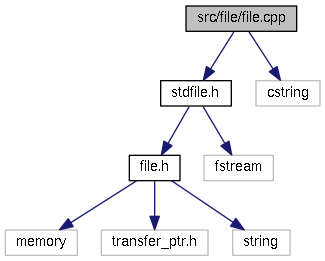 src/file/file.cpp
stdfile.h
cstring
file.h
fstream
memory
transfer_ptr.h
string